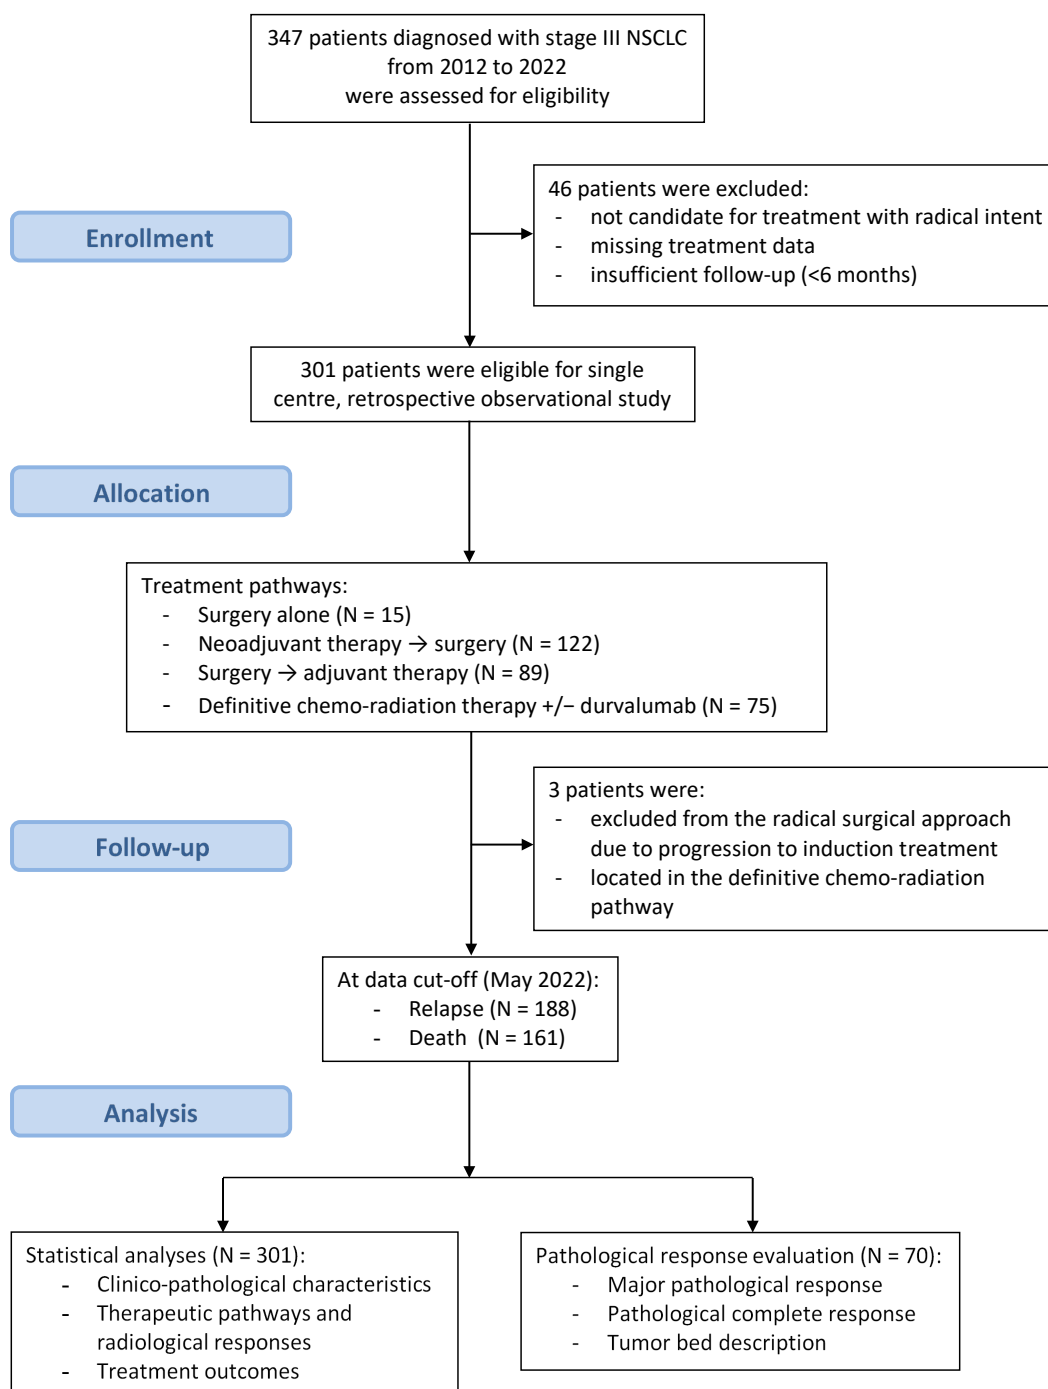 347 patients diagnosed with stage III NSCLC
from 2012 to 2022
were assessed for eligibility
46 patients were excluded:
- not candidate for treatment with radical intent
- missing treatment data
- insufficient follow-up (<6 months)
Enrollment
301 patients were eligible for single
centre, retrospective observational study
Allocation
Treatment pathways:
- Surgery alone (N = 15)
- Neoadjuvant therapy → surgery (N = 122)
- Surgery → adjuvant therapy (N = 89)
- Definitive chemo-radiation therapy +/− durvalumab (N = 75)
3 patients were:
- excluded from the radical surgical approach
due to progression to induction treatment
- located in the definitive chemo-radiation
pathway
Follow-up
At data cut-off (May 2022):
- Relapse (N = 188)
- Death (N = 161)
Analysis
Statistical analyses (N = 301):
- Clinico-pathological characteristics
- Therapeutic pathways and
radiological responses
- Treatment outcomes
Pathological response evaluation (N = 70):
- Major pathological response
- Pathological complete response
- Tumor bed description